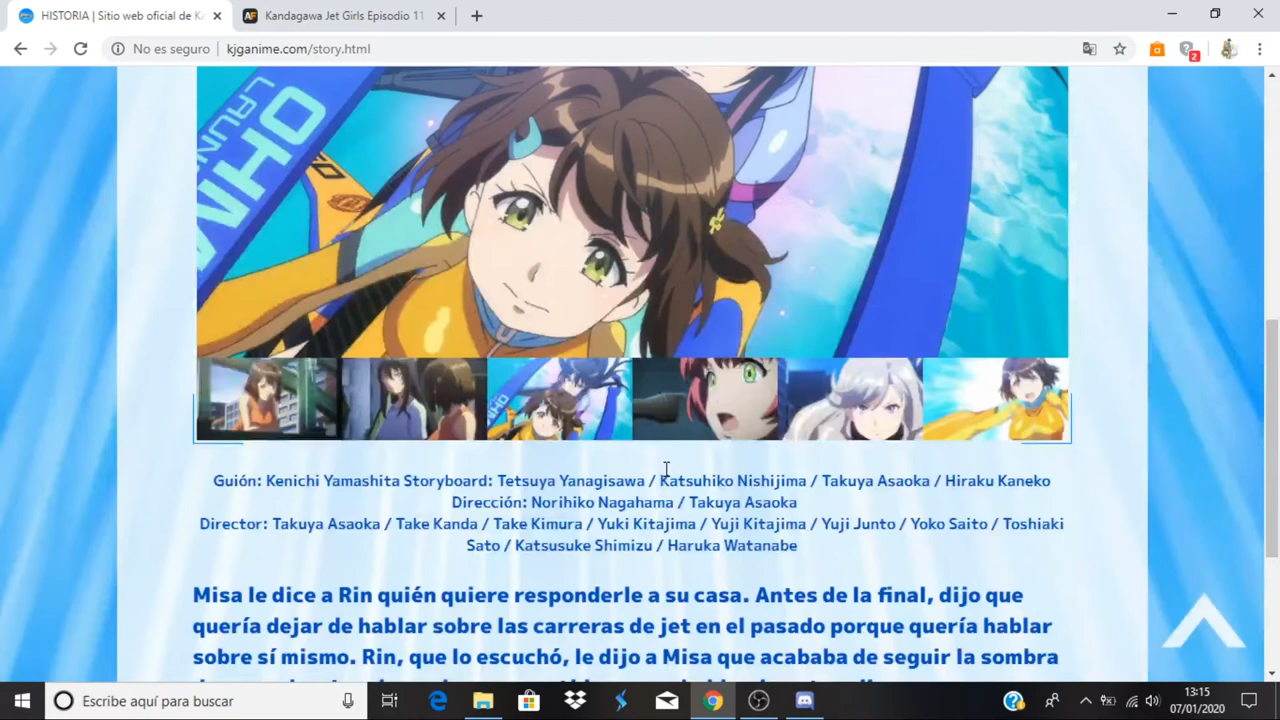 HISTORIA | Sitio web oficial de Ka
Kandagawa Jet Girls Episodio 11
No es seguro
kjganime.com/story.html
2
OHI
LAUN
Guión: Kenichi Yamashita Storyboard: Tetsuya Yanagisawa / Katsuhiko Nishijima / Takuya Asaoka / Hiraku Kaneko
Dirección: Norihiko Nagahama / Takuya Asaoka
Director: Takuya Asaoka / Take Kanda / Take Kimura / Yuki Kitajima / Yuji Kitajima / Yuji Junto / Yoko Saito / Toshiaki
Sato / Katsusuke Shimizu / Haruka Watanabe
Misa le dice a Rin quién quiere responderle a su casa. Antes de la final, dijo que
quería dejar de hablar sobre las carreras de jet en el pasado porque quería hablar
sobre sí mismo. Rin, que lo escuchó, le dijo a Misa que acababa de seguir la sombra
Escribe aquí para buscar
13:15
07/01/2020